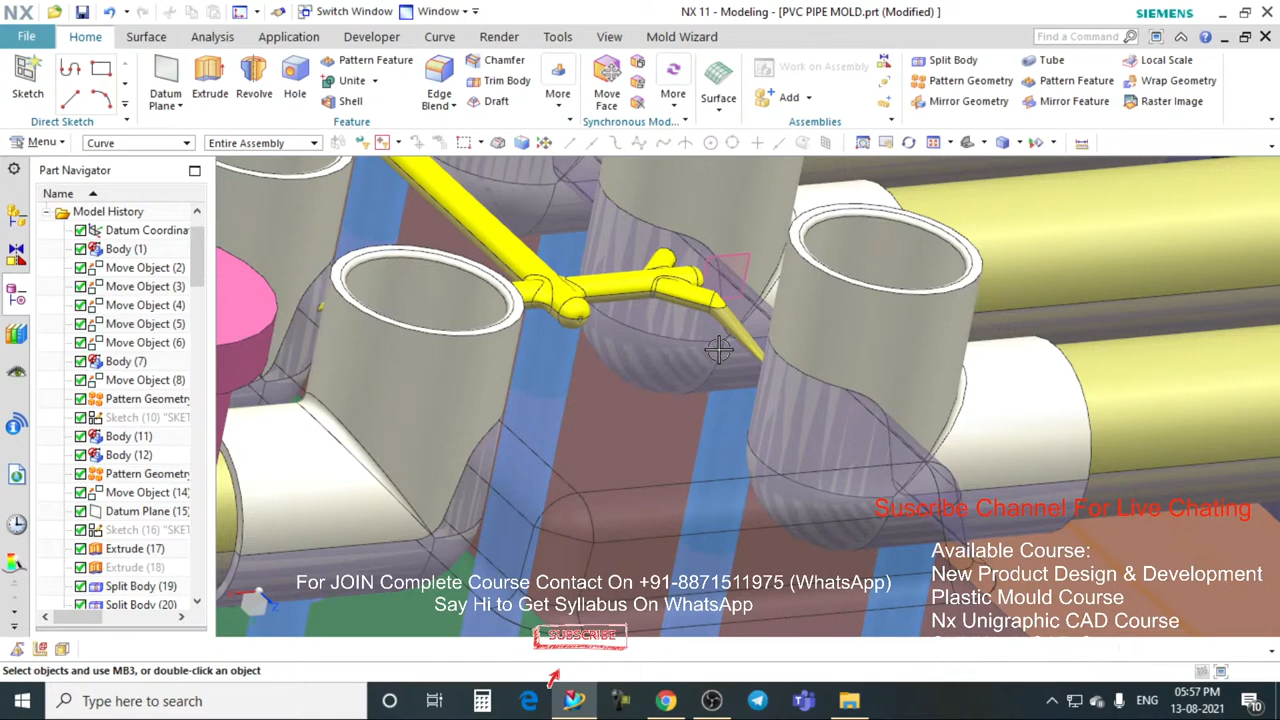 NX
Switch Window
Window
NX 11 - Modeling - [PVC PIPE MOLD.prt (Modified) ]
SIEMENS
File
Home
Surface
Analysis
Application
Developer
Curve
Render
Tools
View
Mold Wizard
Find a Command
Sketch
Direct Sketch
Datum Plane
Extrude
Revolve
Hole
Pattern Feature
Unite
Shell
Edge Blend
Chamfer
Trim Body
Draft
More
Feature
Move Face
More
Synchronous Mod...
Surface
Work on Assembly
Add
Assemblies
Split Body
Pattern Geometry
Mirror Geometry
Tube
Pattern Feature
Mirror Feature
Local Scale
Wrap Geometry
Raster Image
Menu
Curve
Entire Assembly
Part Navigator
Name
Model History
Datum Coordina
Body (1)
Move Object (2)
Move Object (3)
Move Object (4)
Move Object (5)
Move Object (6)
Body (7)
Move Object (8)
Pattern Geometry
Sketch (10) "SKET
Body (11)
Body (12)
Pattern Geometry
Move Object (14)
Datum Plane (15)
Sketch (16) "SKET
Extrude (17)
Extrude (18)
Split Body (19)
Split Body (20)
Suscribe Channel For Live Chating
Available Course:
New Product Design & Development
Plastic Mould Course
Nx Unigraphic CAD Course
For JOIN Complete Course Contact On +91-8871511975 (WhatsApp)
Say Hi to Get Syllabus On WhatsApp
SUBSCRIBE
Select objects and use MB3, or double-click an object
Type here to search
ENG
05:57 PM
13-08-2021
10